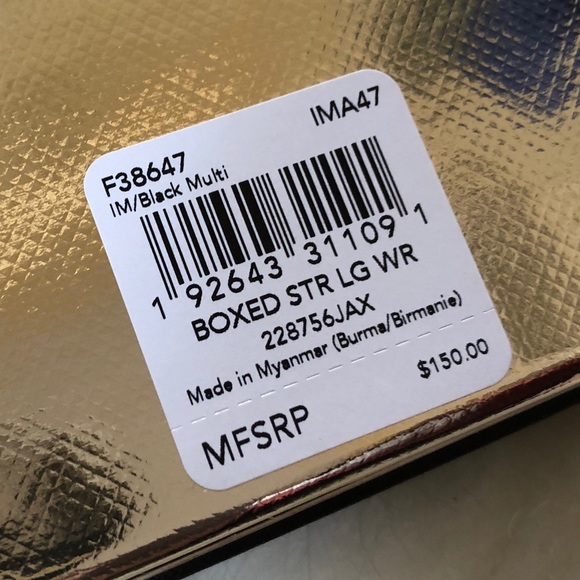 IMA47
F38647
IM/Black Multi
1 92643 31109 1
BOXED STR LG WR
228756JAX
Made in Myanmar (Burma/Birmanie)
$150.00
MFSRP